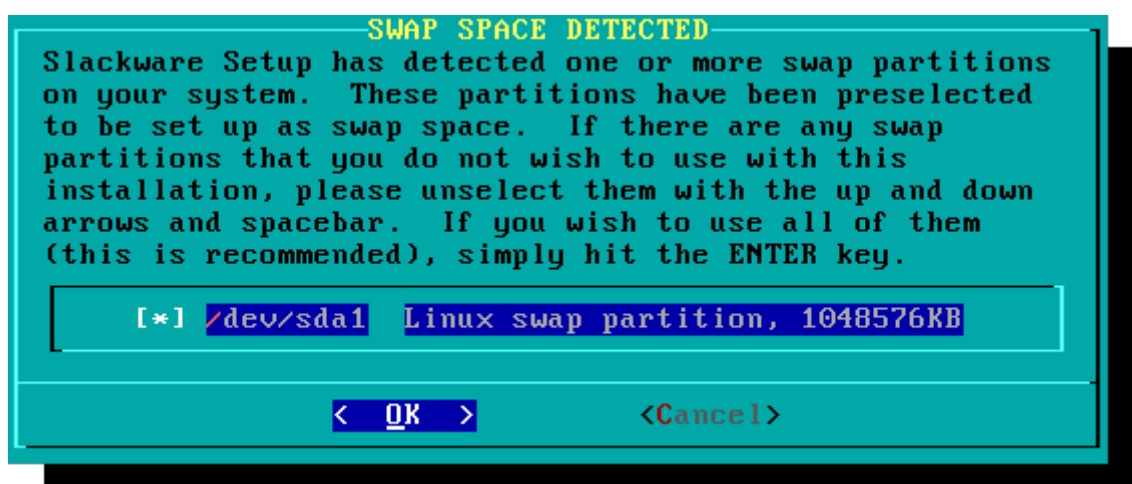 SWAP SPACE DETECTED
Slackware Setup has detected one or more swap partitions
on your system.  These partitions have been preselected
to be set up as swap space.  If there are any swap
partitions that you do not wish to use with this
installation, please unselect them with the up and down
arrows and spacebar.  If you wish to use all of them
(this is recommended), simply hit the ENTER key.
[*] /dev/sda1  Linux swap partition, 1048576KB
<  OK  >         <Cancel>